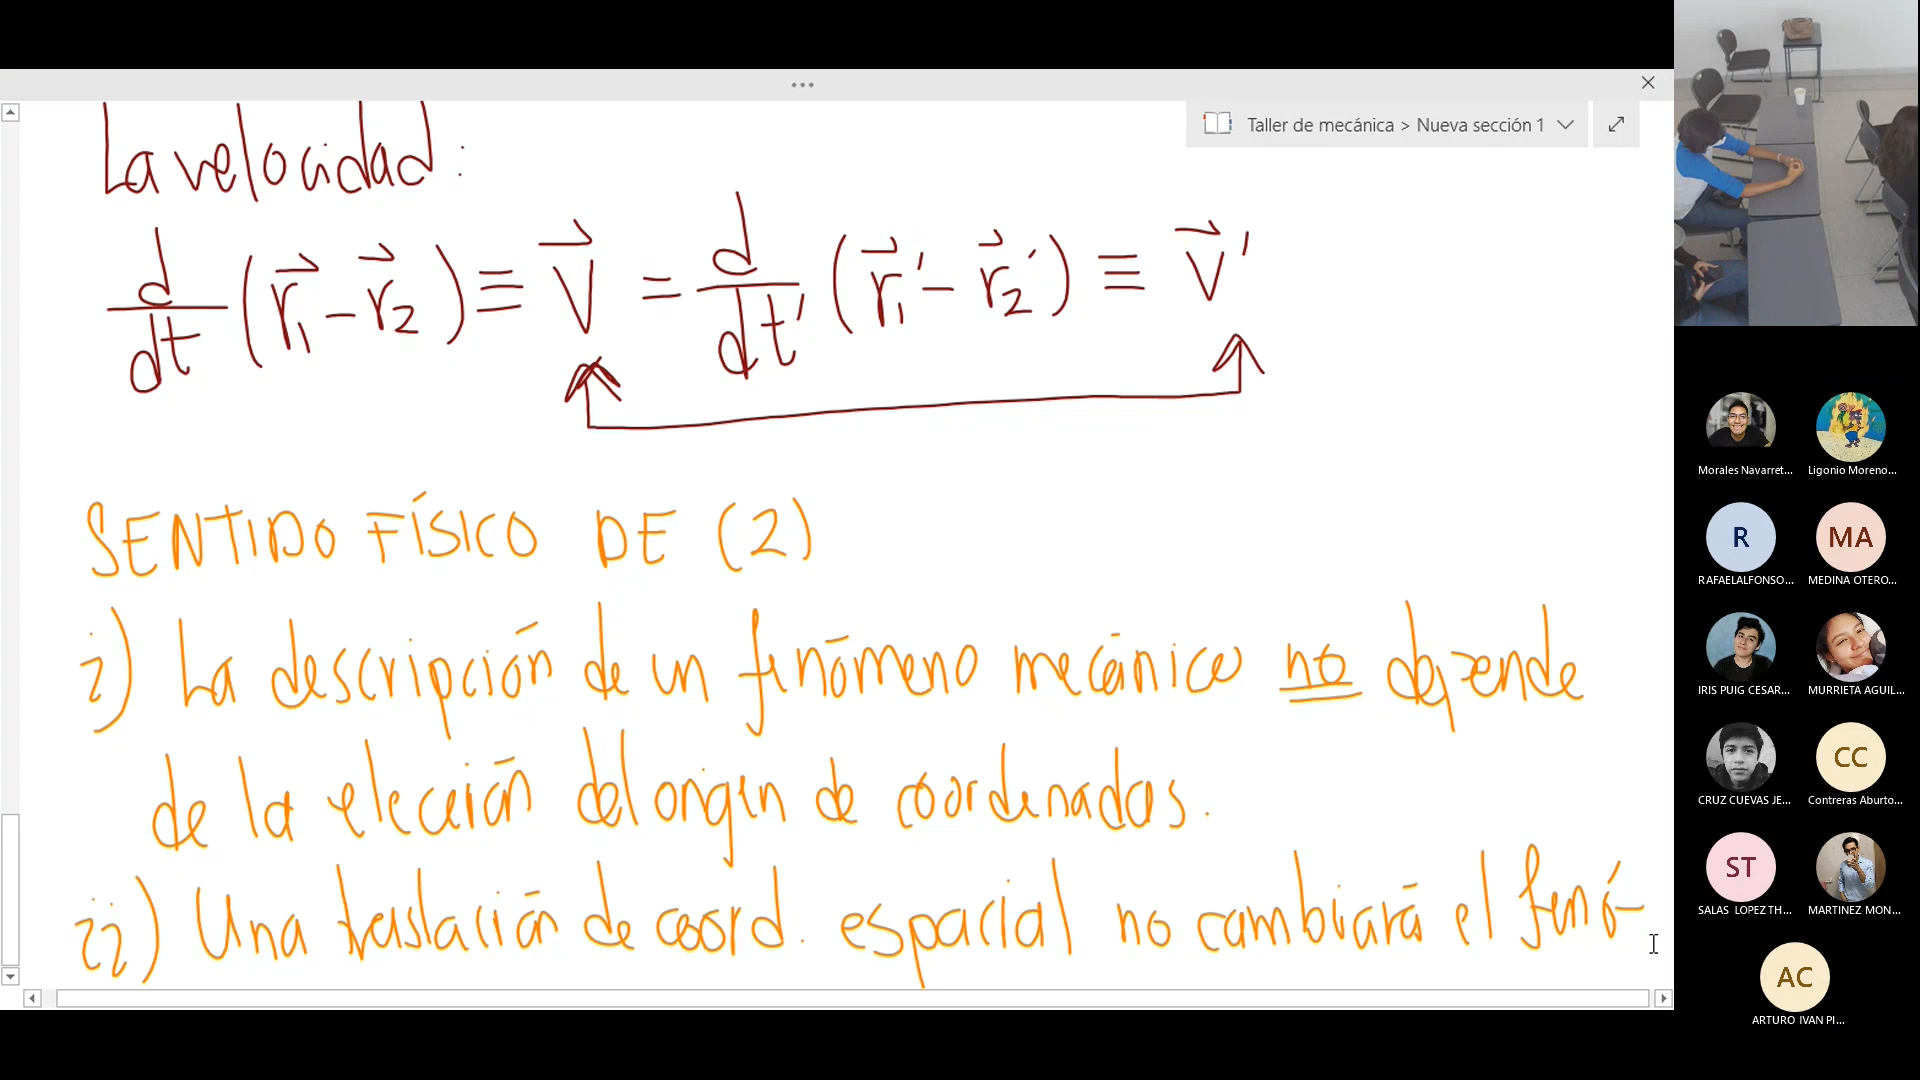 Taller de mecánica > Nueva sección 1
La velocidad:
d/dt (r⃗₁ - r⃗₂) ≡ V⃗ = d/dt' (r⃗₁' - r⃗₂') ≡ V⃗'
SENTIDO FÍSICO DE (2)
i) La descripción de un fenómeno mecánico no depende
de la elección del origen de coordenadas.
ii) Una traslación de coord. espacial no cambiará el fenó-
Morales Navarret...
Ligonio Moreno...
R
RAFAELALFONSO...
MA
MEDINA OTERO...
IRIS PUIG CESAR...
MURRIETA AGUIL...
CRUZ CUEVAS JE...
CC
Contreras Aburto...
ST
SALAS LOPEZ TH...
MARTINEZ MON...
AC
ARTURO IVAN PI...